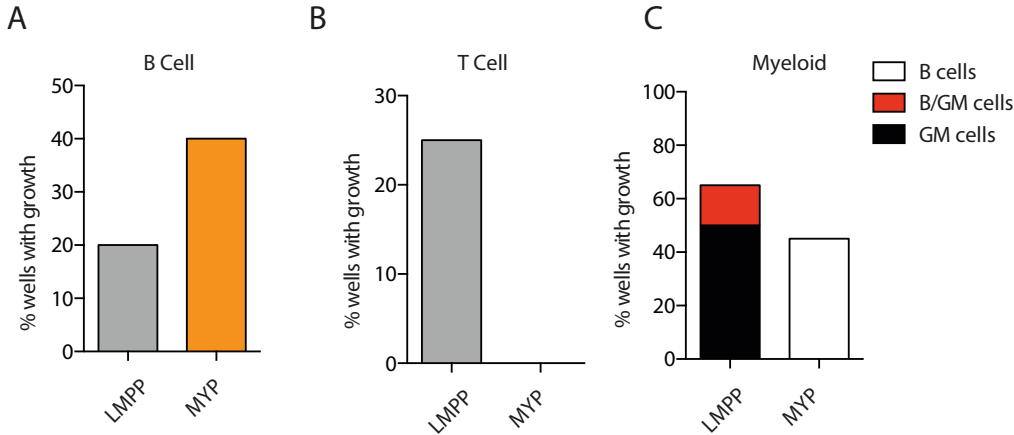 A
B Cell
% wells with growth
50
40
30
20
10
0
LMPP
MYP
B
T Cell
% wells with growth
30
20
10
0
LMPP
MYP
C
Myeloid
% wells with growth
100
80
60
40
20
0
LMPP
MYP
B cells
B/GM cells
GM cells